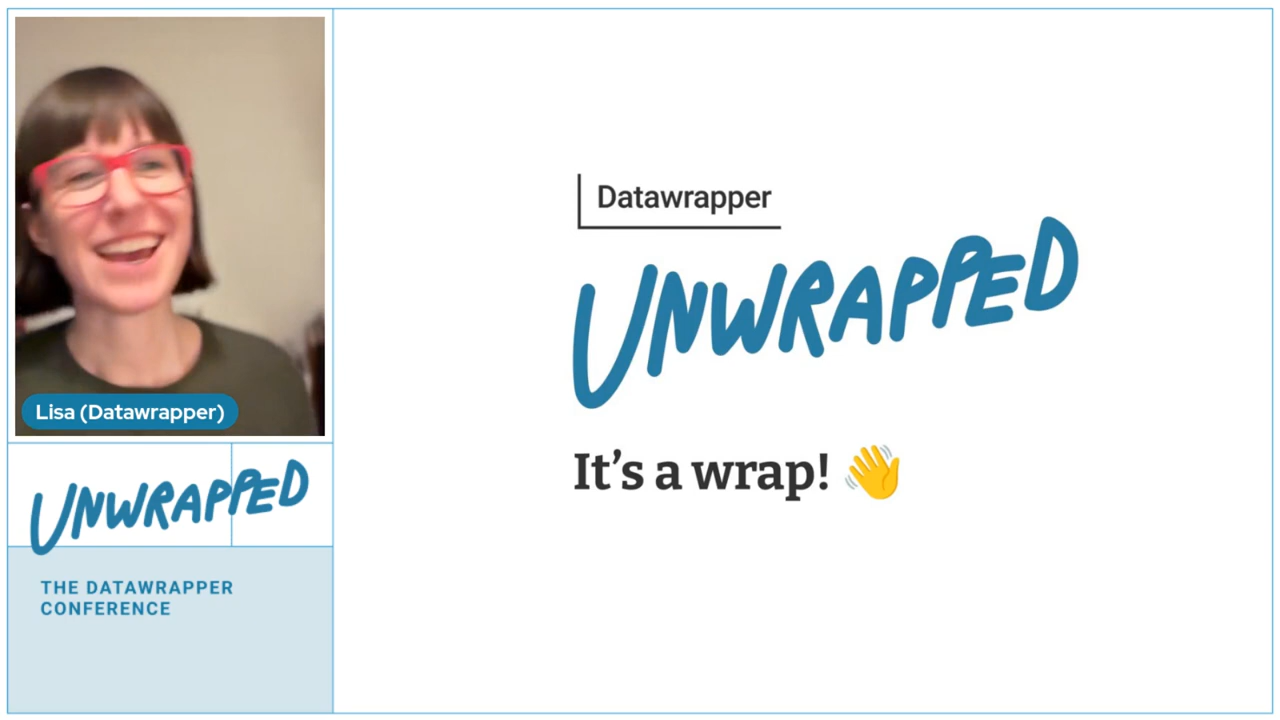 Lisa (Datawrapper)
UNWRAPPED
THE DATAWRAPPER
CONFERENCE
Datawrapper
UNWRAPPED
It's a wrap! 👋